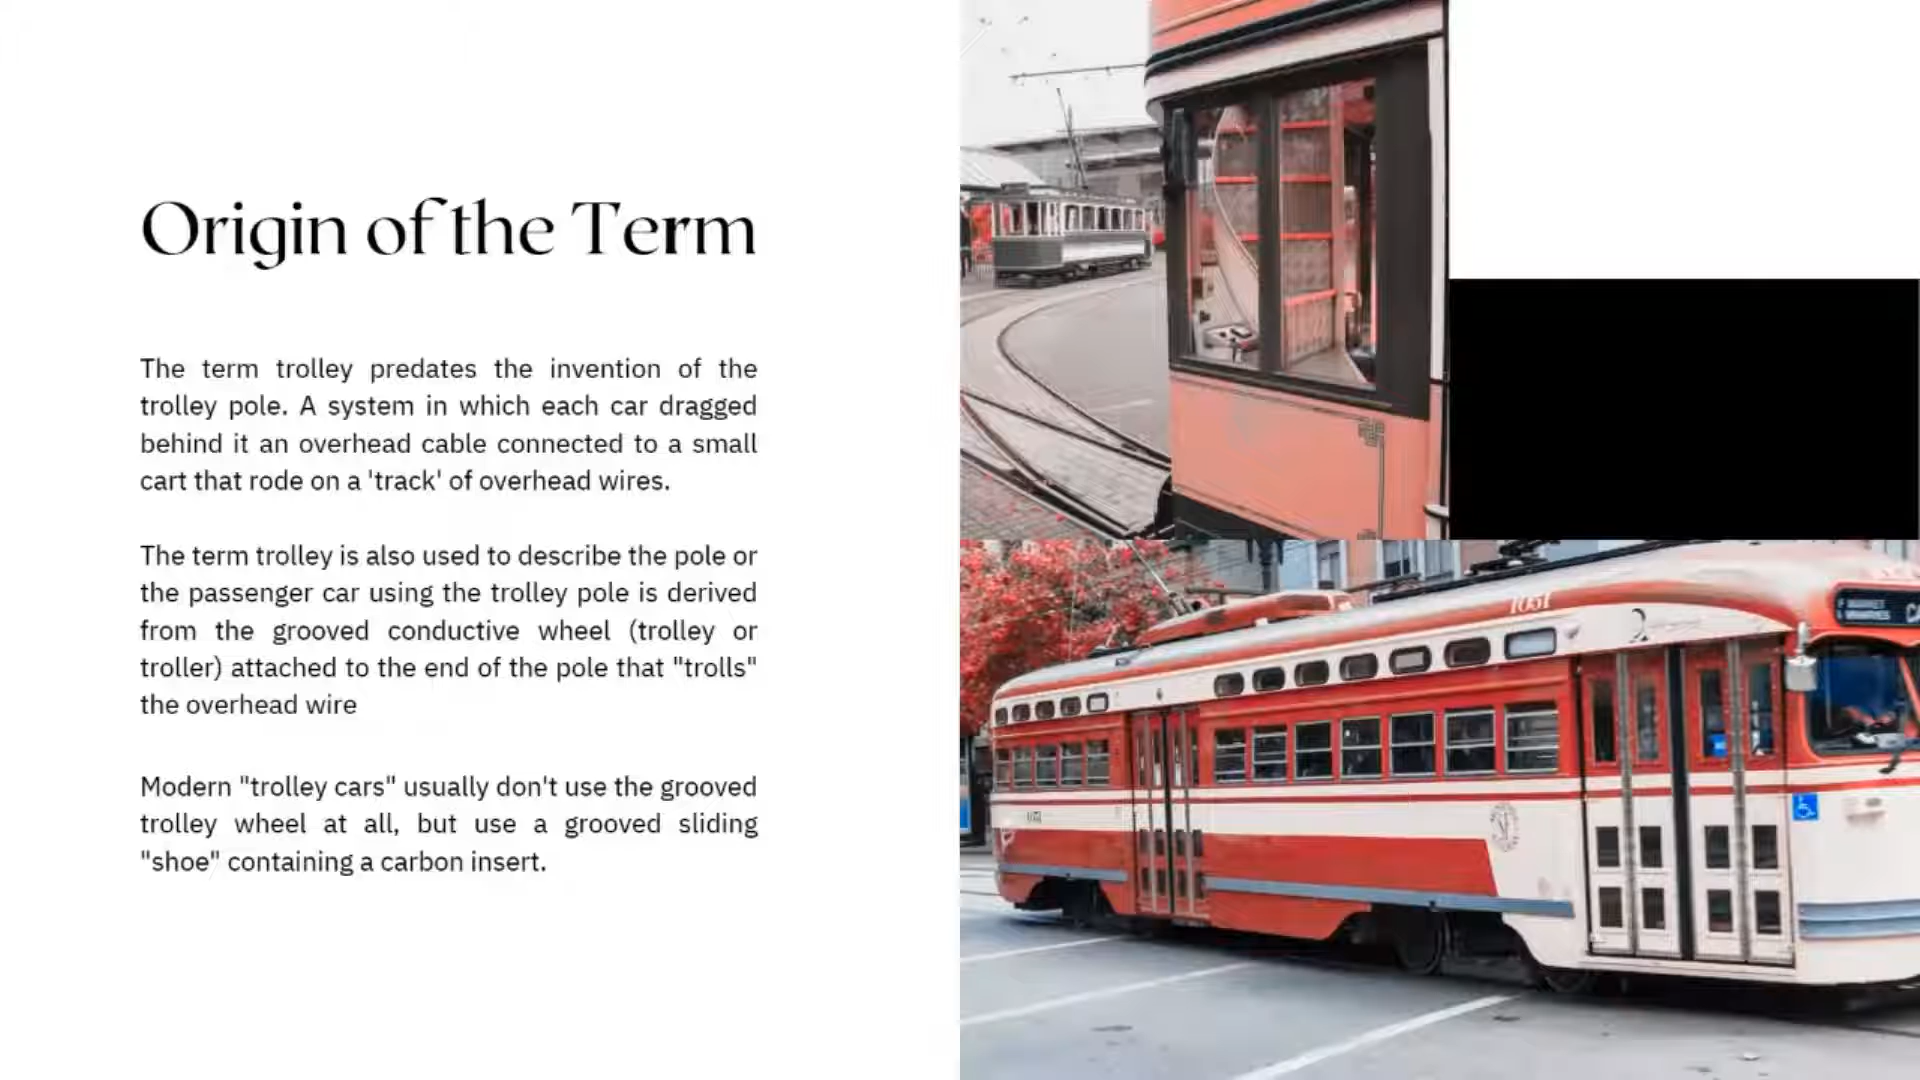 Origin of the Term
The term trolley predates the invention of the
trolley pole. A system in which each car dragged
behind it an overhead cable connected to a small
cart that rode on a 'track' of overhead wires.
The term trolley is also used to describe the pole or
the passenger car using the trolley pole is derived
from the grooved conductive wheel (trolley or
troller) attached to the end of the pole that "trolls"
the overhead wire
Modern "trolley cars" usually don't use the grooved
trolley wheel at all, but use a grooved sliding
"shoe" containing a carbon insert.
1051